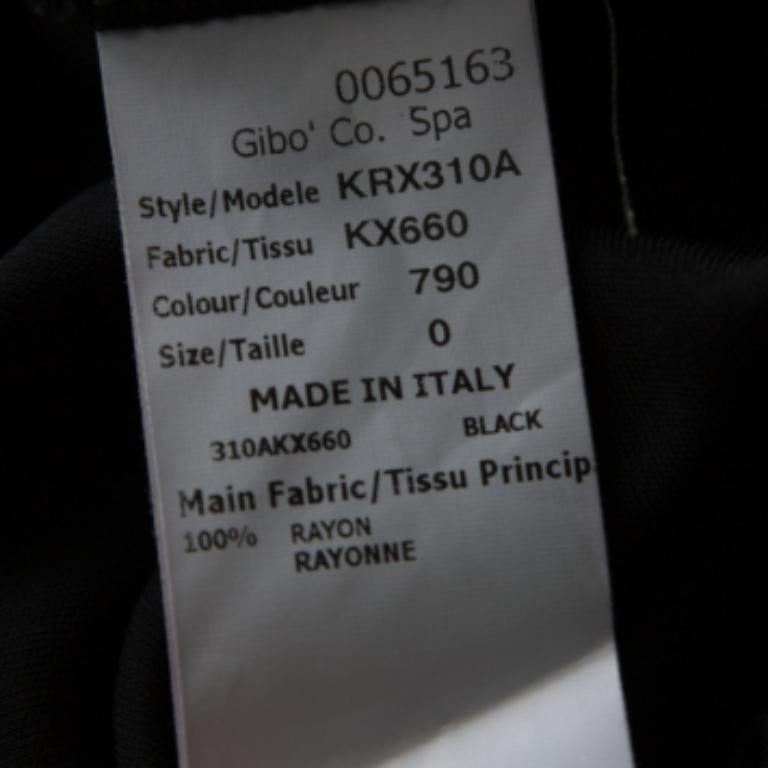 0065163
Gibo' Co. Spa
Style/Modele KRX310A
Fabric/Tissu KX660
Colour/Couleur 790
Size/Taille 0
MADE IN ITALY
310AKX660 BLACK
Main Fabric/Tissu Princip
100% RAYON
RAYONNE